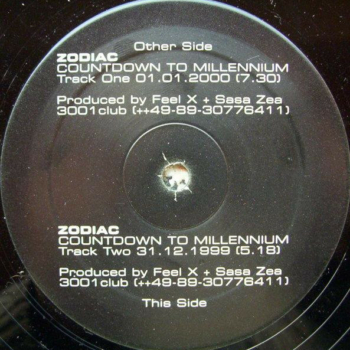 Other Side
ZODIAC
COUNTDOWN TO MILLENNIUM
Track One 01.01.2000 (7.30)
Produced by Feel X + Sasa Zea
3001club (++49-89-30776411)
ZODIAC
COUNTDOWN TO MILLENNIUM
Track Two 31.12.1999 (5.18)
Produced by Feel X + Sasa Zea
3001club (++49-89-30776411)
This Side